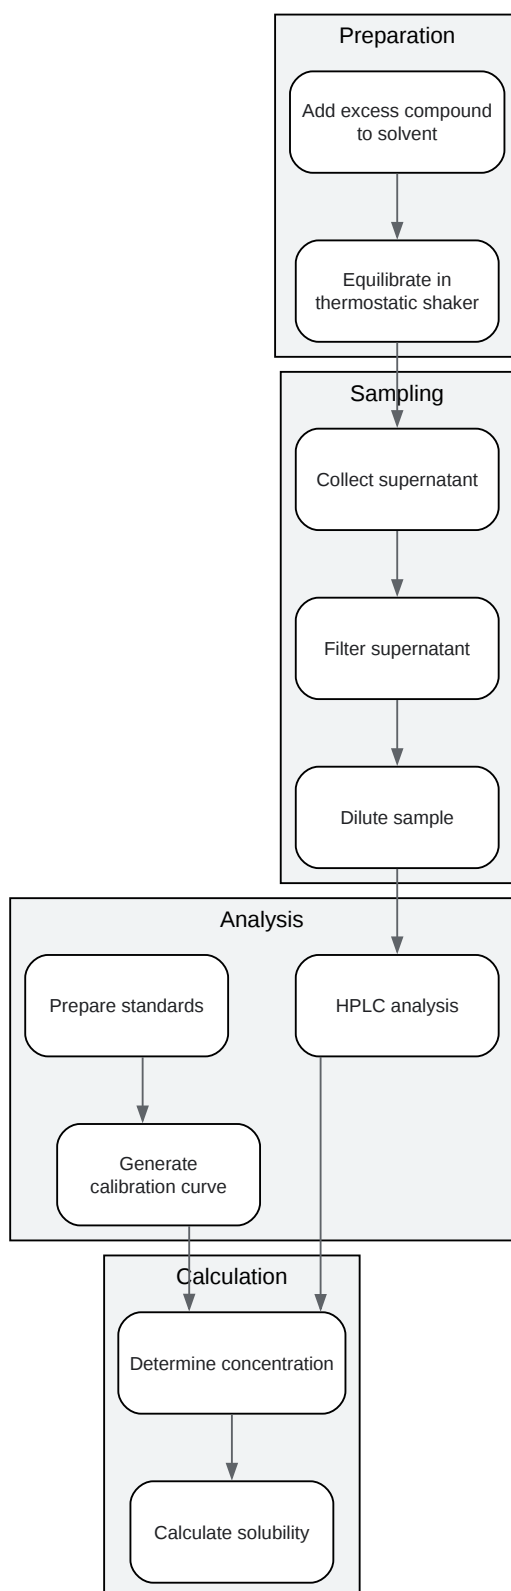 Preparation
Add excess compound
to solvent
Equilibrate in
thermostatic shaker
Sampling
Collect supernatant
Filter supernatant
Dilute sample
Analysis
Prepare standards
HPLC analysis
Generate
calibration curve
Calculation
Determine concentration
Calculate solubility